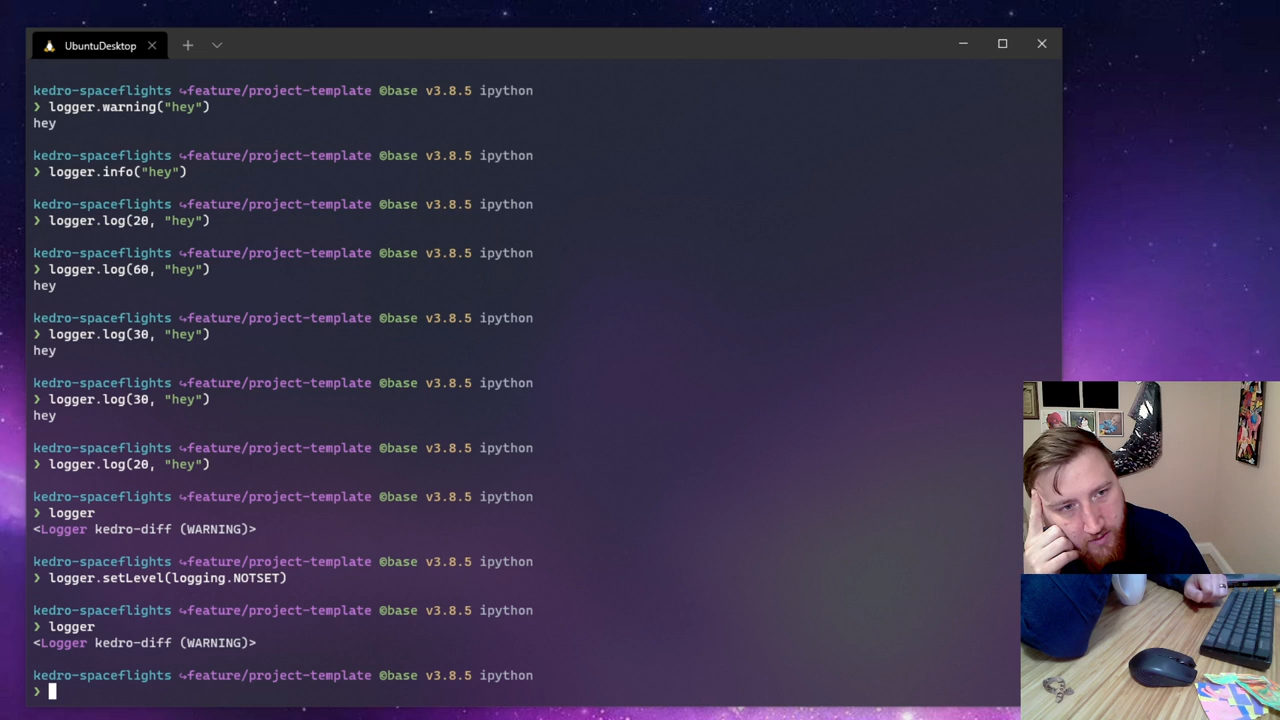 UbuntuDesktop
kedro-spaceflights ↪feature/project-template ©base v3.8.5 ipython
❯ logger.warning("hey")
hey
kedro-spaceflights ↪feature/project-template ©base v3.8.5 ipython
❯ logger.info("hey")
kedro-spaceflights ↪feature/project-template ©base v3.8.5 ipython
❯ logger.log(20, "hey")
kedro-spaceflights ↪feature/project-template ©base v3.8.5 ipython
❯ logger.log(60, "hey")
hey
kedro-spaceflights ↪feature/project-template ©base v3.8.5 ipython
❯ logger.log(30, "hey")
hey
kedro-spaceflights ↪feature/project-template ©base v3.8.5 ipython
❯ logger.log(30, "hey")
hey
kedro-spaceflights ↪feature/project-template ©base v3.8.5 ipython
❯ logger.log(20, "hey")
kedro-spaceflights ↪feature/project-template ©base v3.8.5 ipython
❯ logger
<Logger kedro-diff (WARNING)>
kedro-spaceflights ↪feature/project-template ©base v3.8.5 ipython
❯ logger.setLevel(logging.NOTSET)
kedro-spaceflights ↪feature/project-template ©base v3.8.5 ipython
❯ logger
<Logger kedro-diff (WARNING)>
kedro-spaceflights ↪feature/project-template ©base v3.8.5 ipython
❯